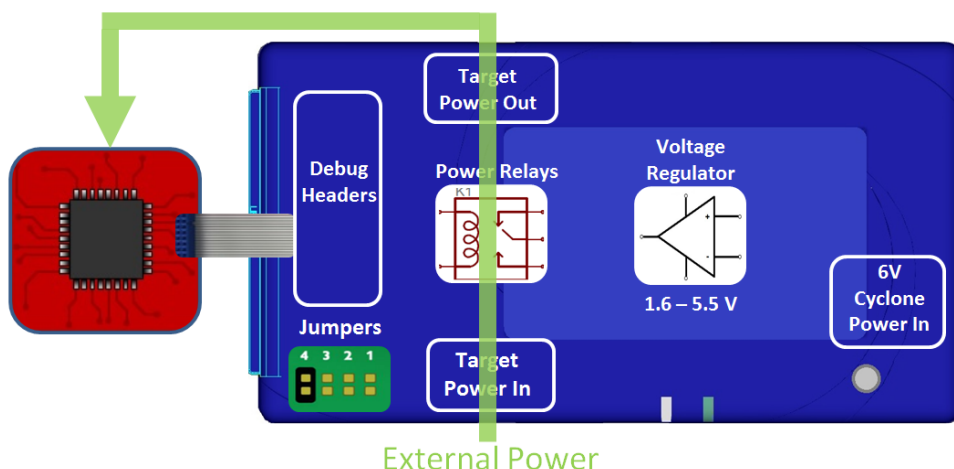 Target
Power Out
Debug
Headers
Power Relays
K1
Voltage
Regulator
+
-
1.6 – 5.5 V
6V
Cyclone
Power In
Jumpers
4 3 2 1
Target
Power In
External Power